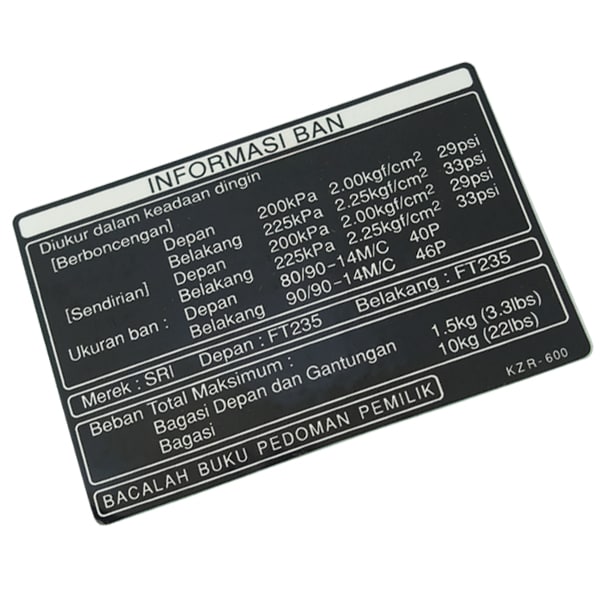 INFORMASI BAN
Diukur dalam keadaan dingin
[Berboncengan] Depan 200kPa 2.00kgf/cm² 29psi
Belakang 225kPa 2.25kgf/cm² 33psi
[Sendirian] Depan 200kPa 2.00kgf/cm² 29psi
Belakang 225kPa 2.25kgf/cm² 33psi
Ukuran ban : Depan 80/90-14M/C 40P
Belakang 90/90-14M/C 46P
Merek : SRI Depan : FT235 Belakang : FT235
Beban Total Maksimum :
Bagasi Depan dan Gantungan 1.5kg (3.3lbs)
Bagasi 10kg (22lbs)
KZR-600
BACALAH BUKU PEDOMAN PEMILIK